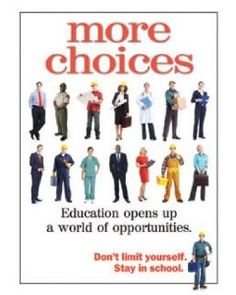 more
choices
Education opens up
a world of opportunities.
Don't limit yourself.
Stay in school.